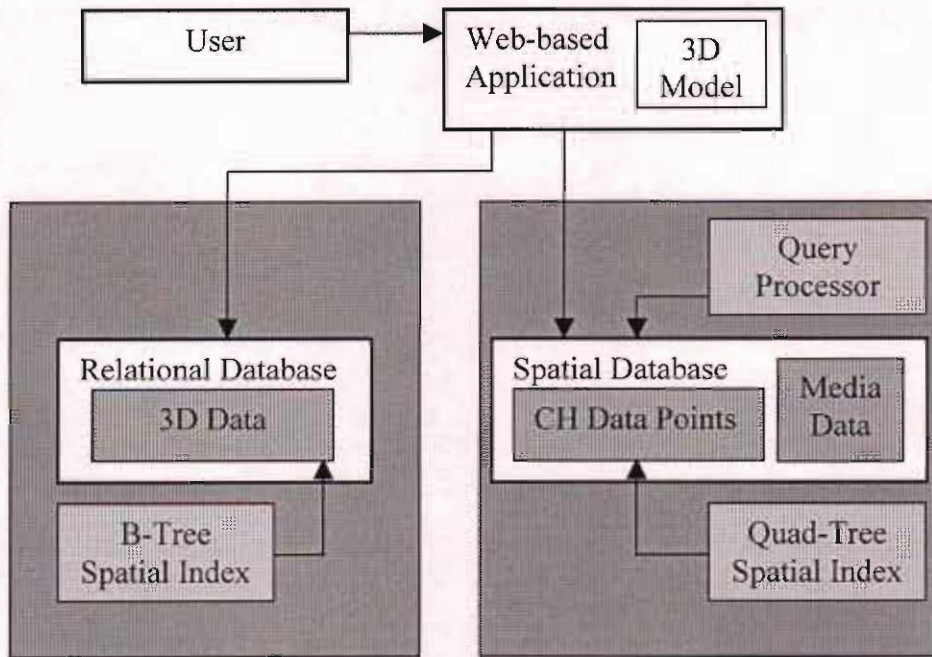 User
Web-based
Application
3D
Model
Query
Processor
Relational Database
3D Data
Spatial Database
CH Data Points
Media
Data
B-Tree
Spatial Index
Quad-Tree
Spatial Index